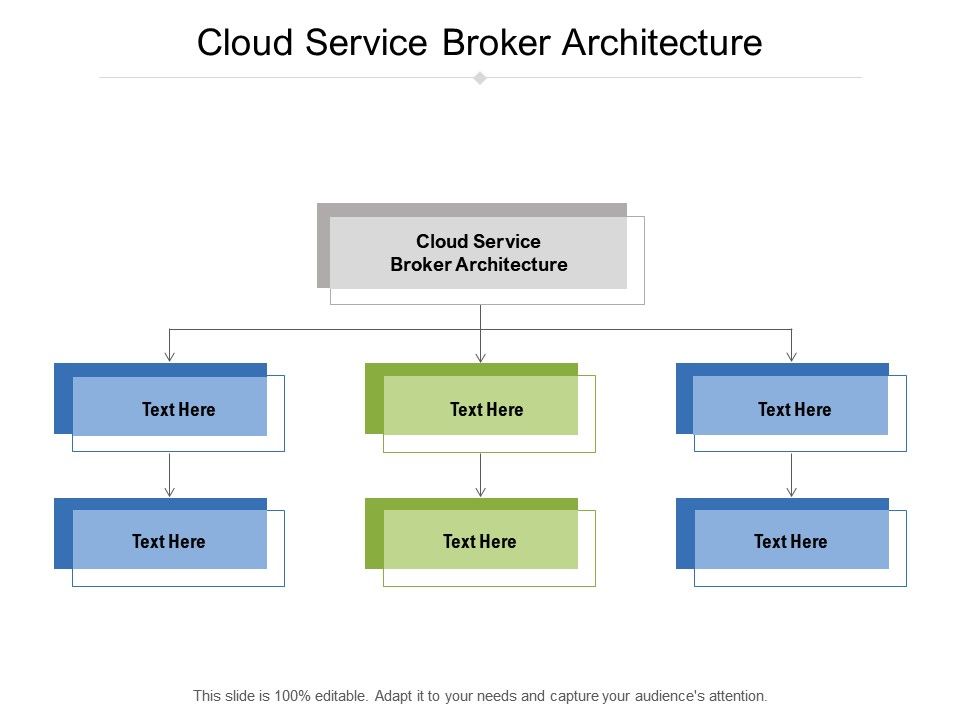 Cloud Service Broker Architecture
Cloud Service
Broker Architecture
Text Here
Text Here
Text Here
Text Here
Text Here
Text Here
This slide is 100% editable. Adapt it to your needs and capture your audience's attention.